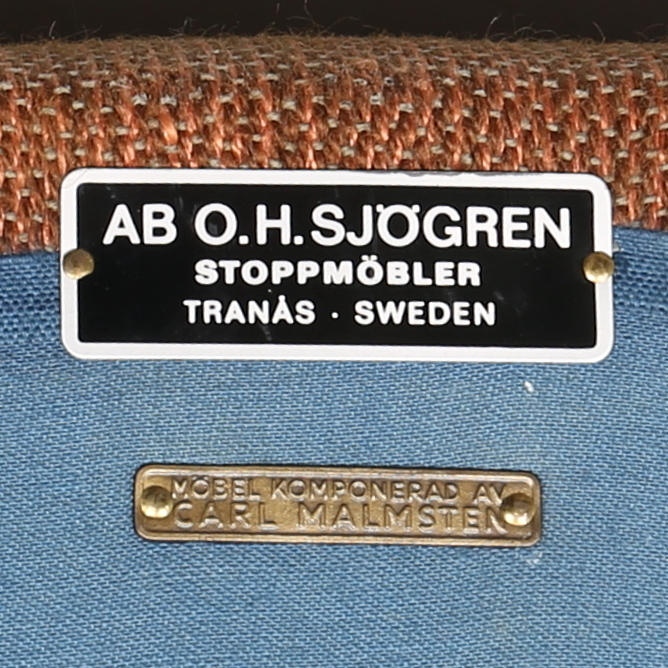 AB O.H. SJÖGREN
STOPPMÖBLER
TRANÅS · SWEDEN
MÖBEL KOMPONERAD AV
CARL MALMSTEN